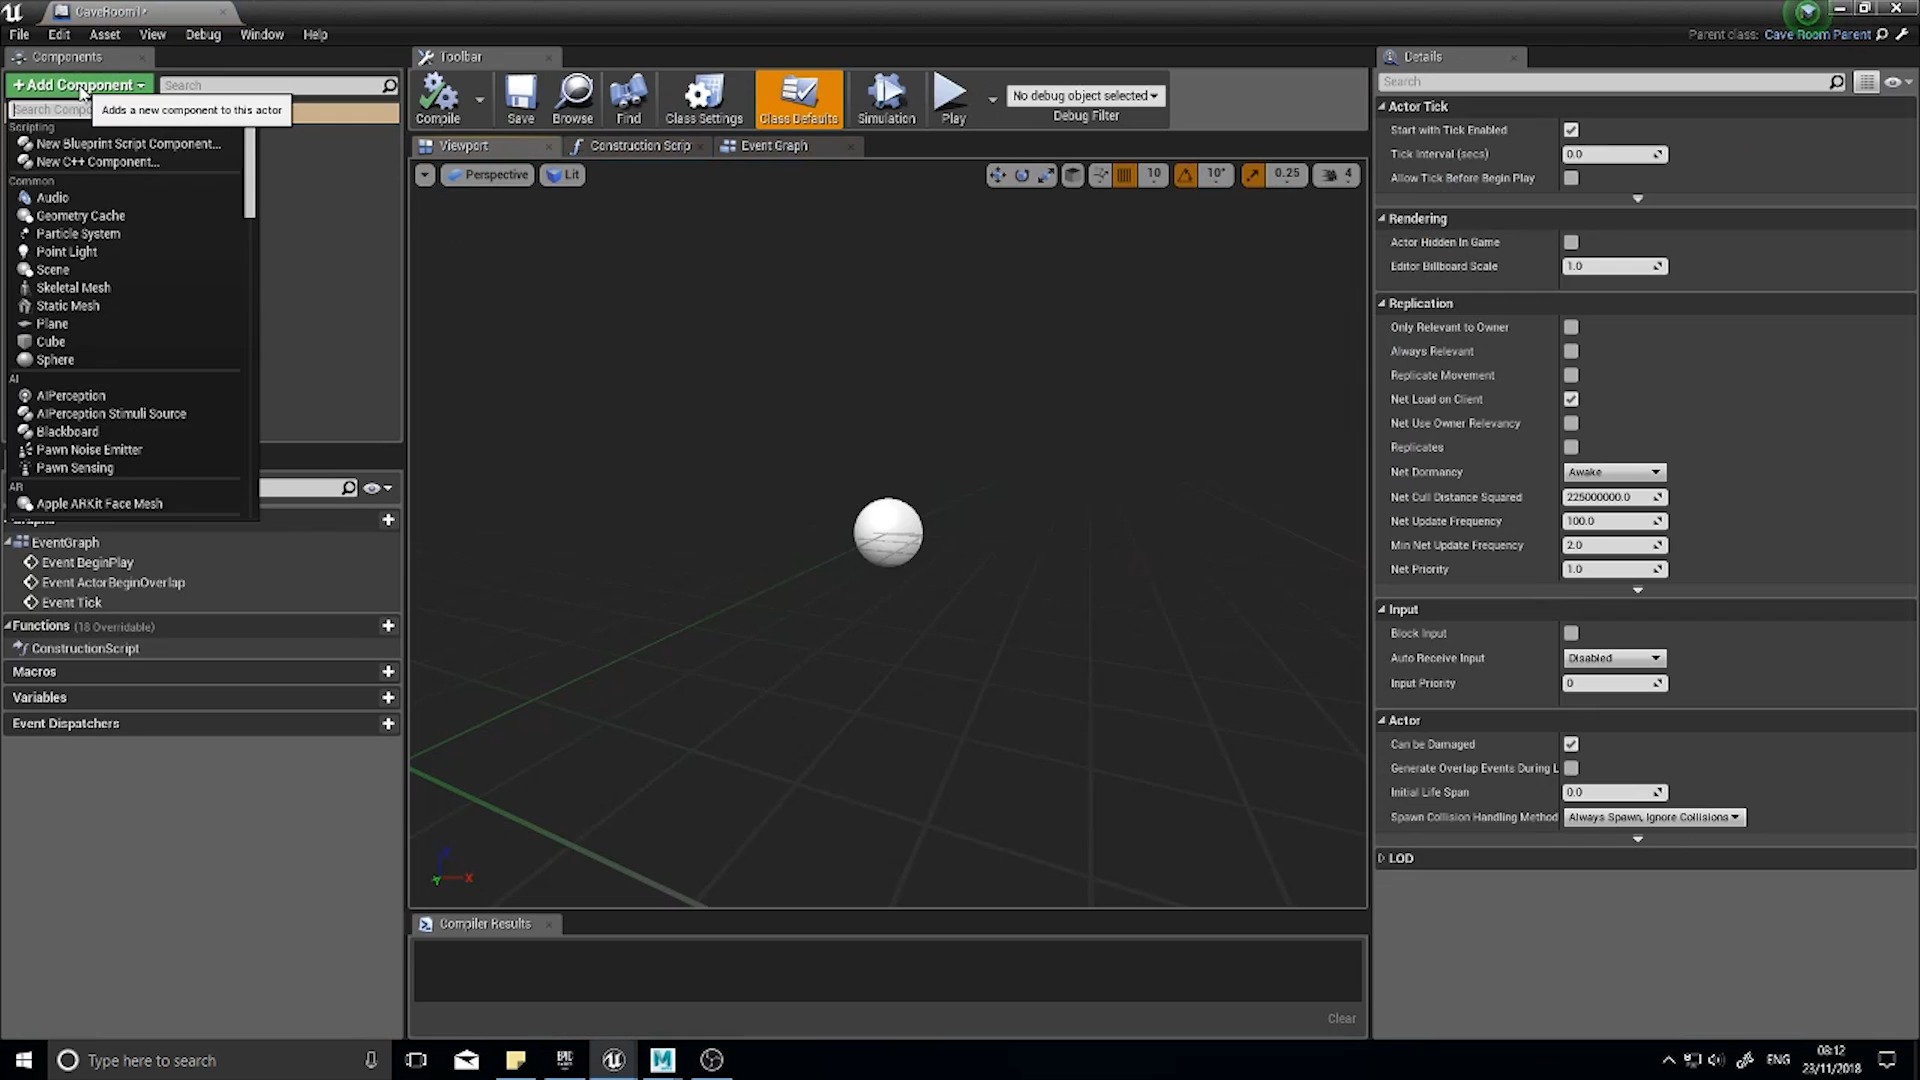 CaveRoom1*
File Edit Asset View Debug Window Help
Parent class: Cave Room Parent
Components
Toolbar
Details
+Add Component
Search
Search Compo
Adds a new component to this actor
Scripting
New Blueprint Script Component...
New C++ Component...
Common
Audio
Geometry Cache
Particle System
Point Light
Scene
Skeletal Mesh
Static Mesh
Plane
Cube
Sphere
AI
AIPerception
AIPerception Stimuli Source
Blackboard
Pawn Noise Emitter
Pawn Sensing
AR
Apple ARKit Face Mesh
EventGraph
Event BeginPlay
Event ActorBeginOverlap
Event Tick
Functions (18 Overridable)
ConstructionScript
Macros
Variables
Event Dispatchers
Compile
Save
Browse
Find
Class Settings
Class Defaults
Simulation
Play
No debug object selected
Debug Filter
Viewport
Construction Scrip
Event Graph
Perspective
Lit
10
10°
0.25
4
X
Compiler Results
Clear
Search
Actor Tick
Start with Tick Enabled
Tick Interval (secs) 0.0
Allow Tick Before Begin Play
Rendering
Actor Hidden In Game
Editor Billboard Scale 1.0
Replication
Only Relevant to Owner
Always Relevant
Replicate Movement
Net Load on Client
Net Use Owner Relevancy
Replicates
Net Dormancy Awake
Net Cull Distance Squared 225000000.0
Net Update Frequency 100.0
Min Net Update Frequency 2.0
Net Priority 1.0
Input
Block Input
Auto Receive Input Disabled
Input Priority 0
Actor
Can be Damaged
Generate Overlap Events During L
Initial Life Span 0.0
Spawn Collision Handling Method Always Spawn, Ignore Collisions
LOD
Type here to search
ENG
08:12
23/11/2018